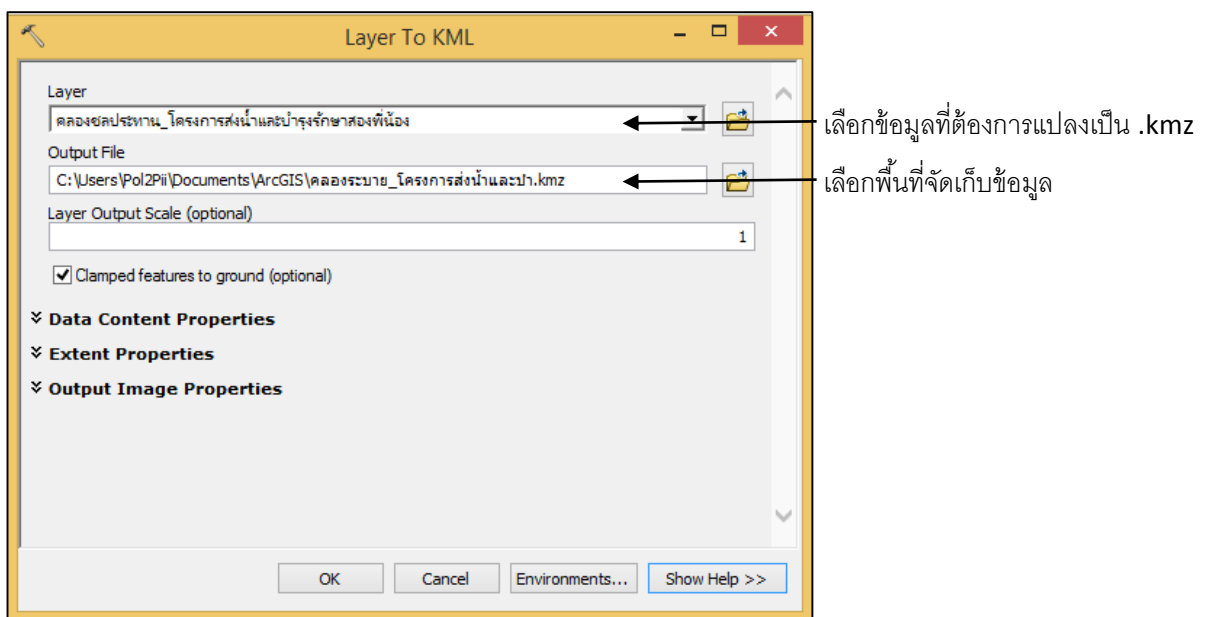 Layer To KML
Layer
คลองชลประทาน_โครงการส่งน้ำและบำรุงรักษาสองพี่น้อง
เลือกข้อมูลที่ต้องการแปลงเป็น .kmz
Output File
C:\Users\Pol2Pii\Documents\ArcGIS\คลองระบาย_โครงการส่งน้ำและบำ.kmz
เลือกพื้นที่จัดเก็บข้อมูล
Layer Output Scale (optional)
1
Clamped features to ground (optional)
Data Content Properties
Extent Properties
Output Image Properties
OK
Cancel
Environments...
Show Help >>